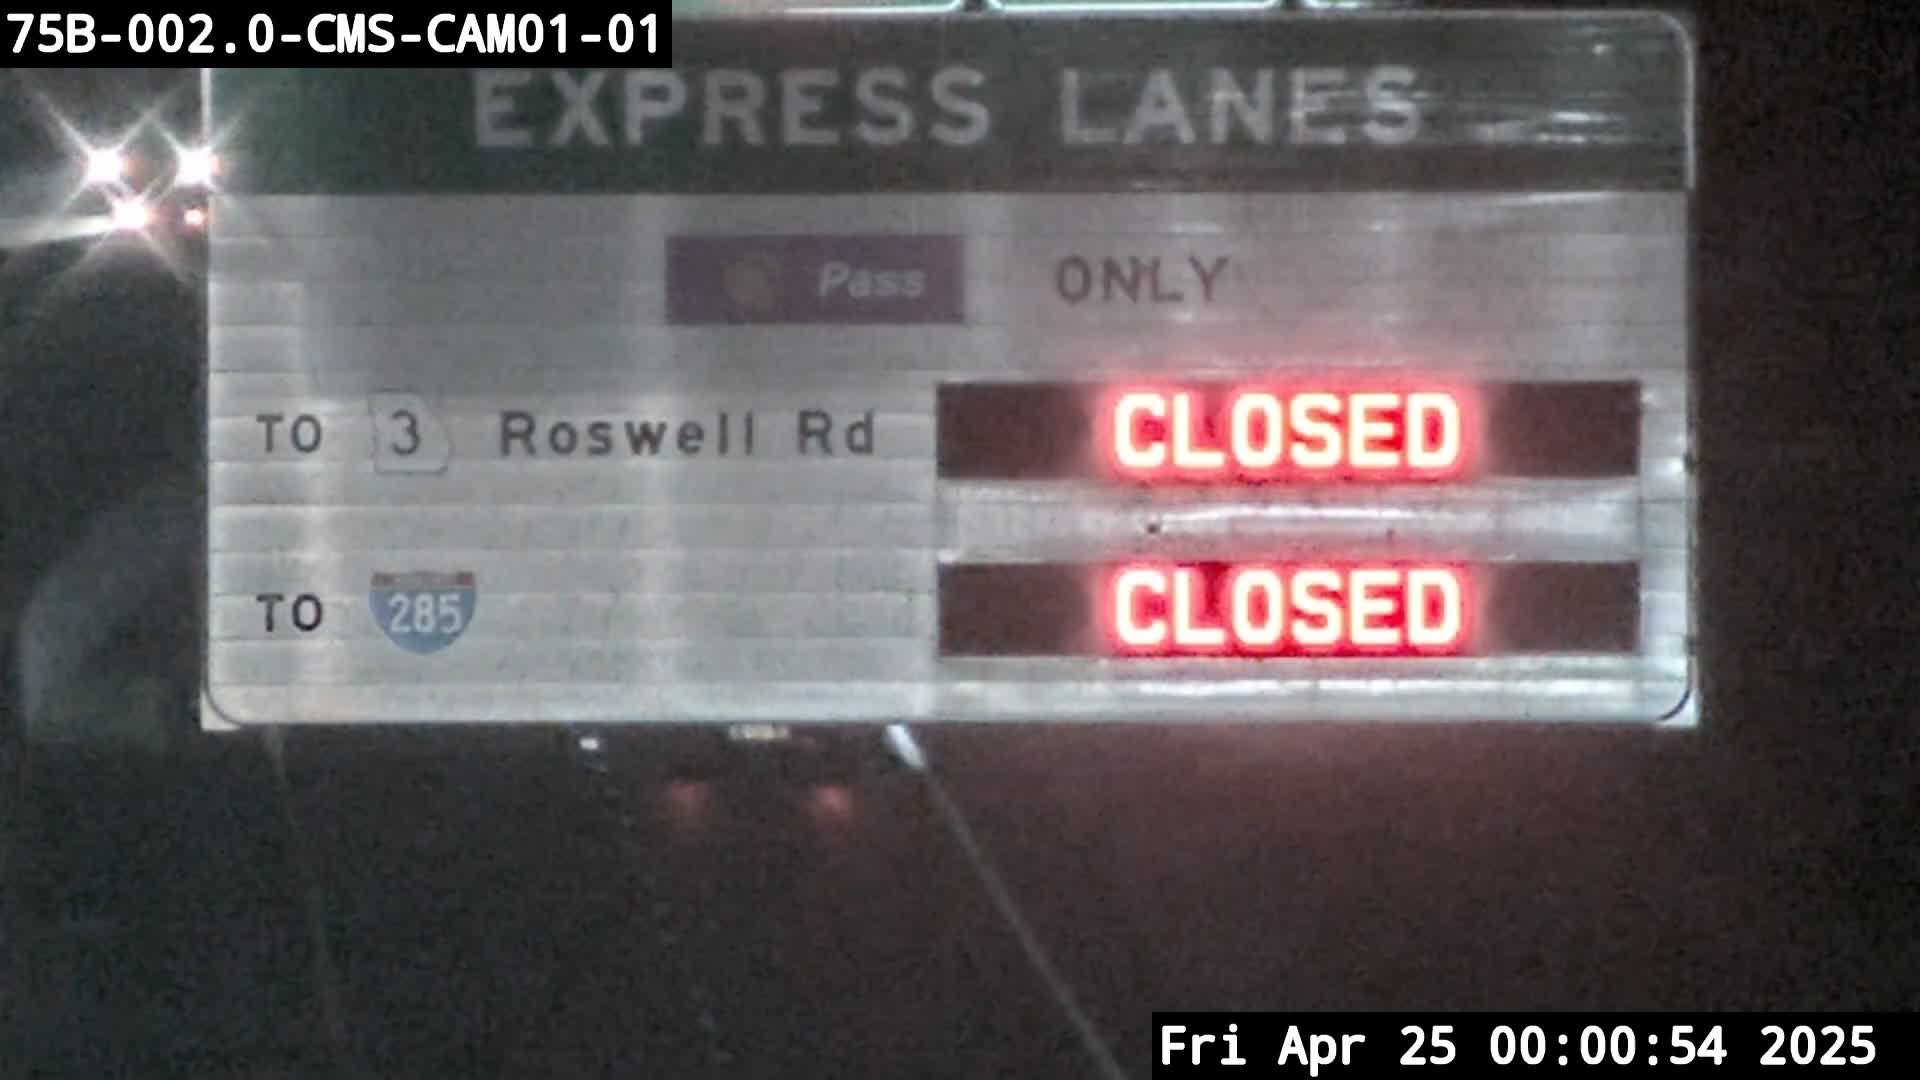 75B-002.0-CMS-CAM01-01
EXPRESS LANES
Pass ONLY
TO 3 Roswell Rd CLOSED
TO 285 CLOSED
Fri Apr 25 00:00:54 2025